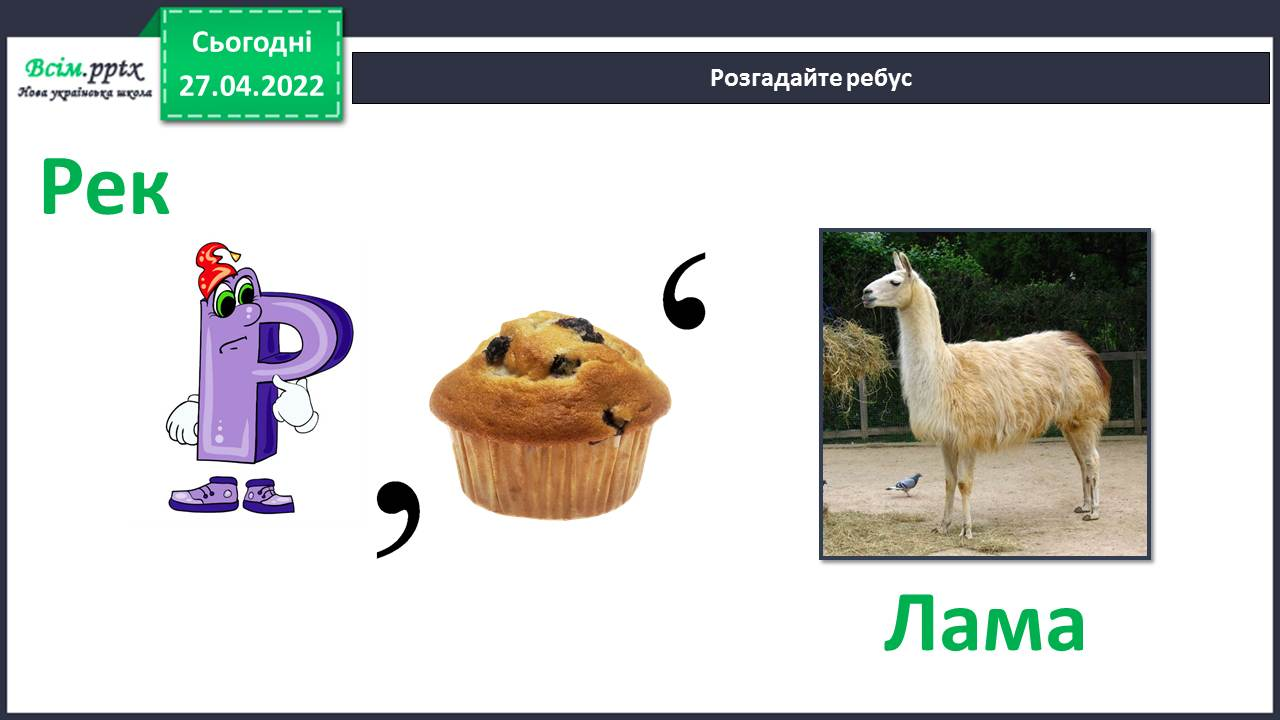 Всім.pptx
Нова українська школа
Сьогодні
27.04.2022
Розгадайте ребус
Рек
Р
,
‘
Лама